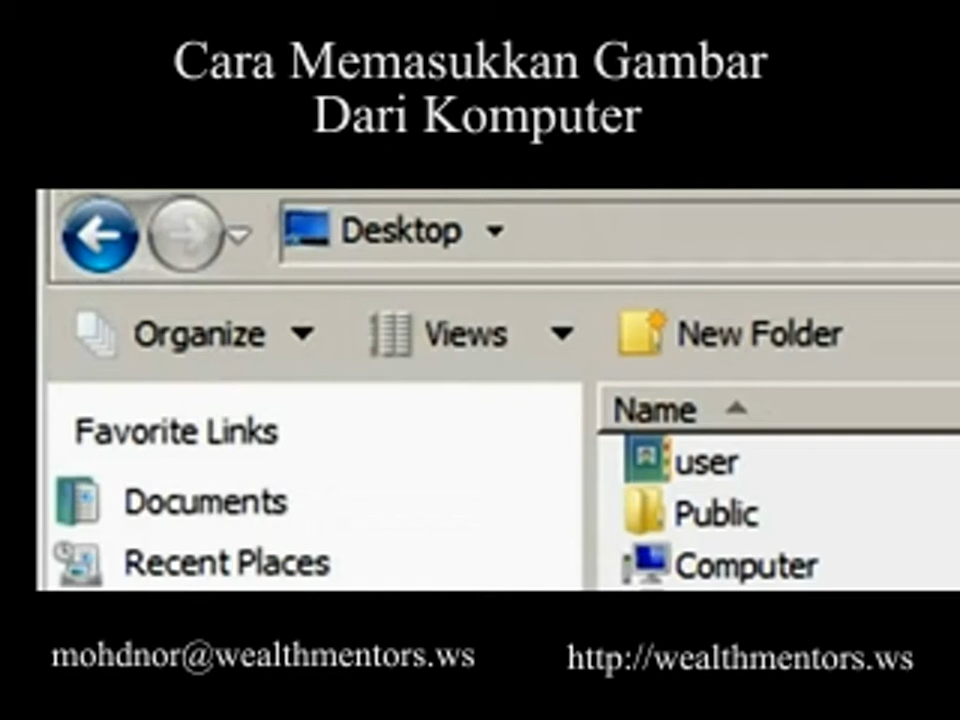 Cara Memasukkan Gambar
Dari Komputer
Desktop
Organize Views New Folder
Favorite Links
Name
user
Documents
Public
Recent Places
Computer
mohdnor@wealthmentors.ws http://wealthmentors.ws